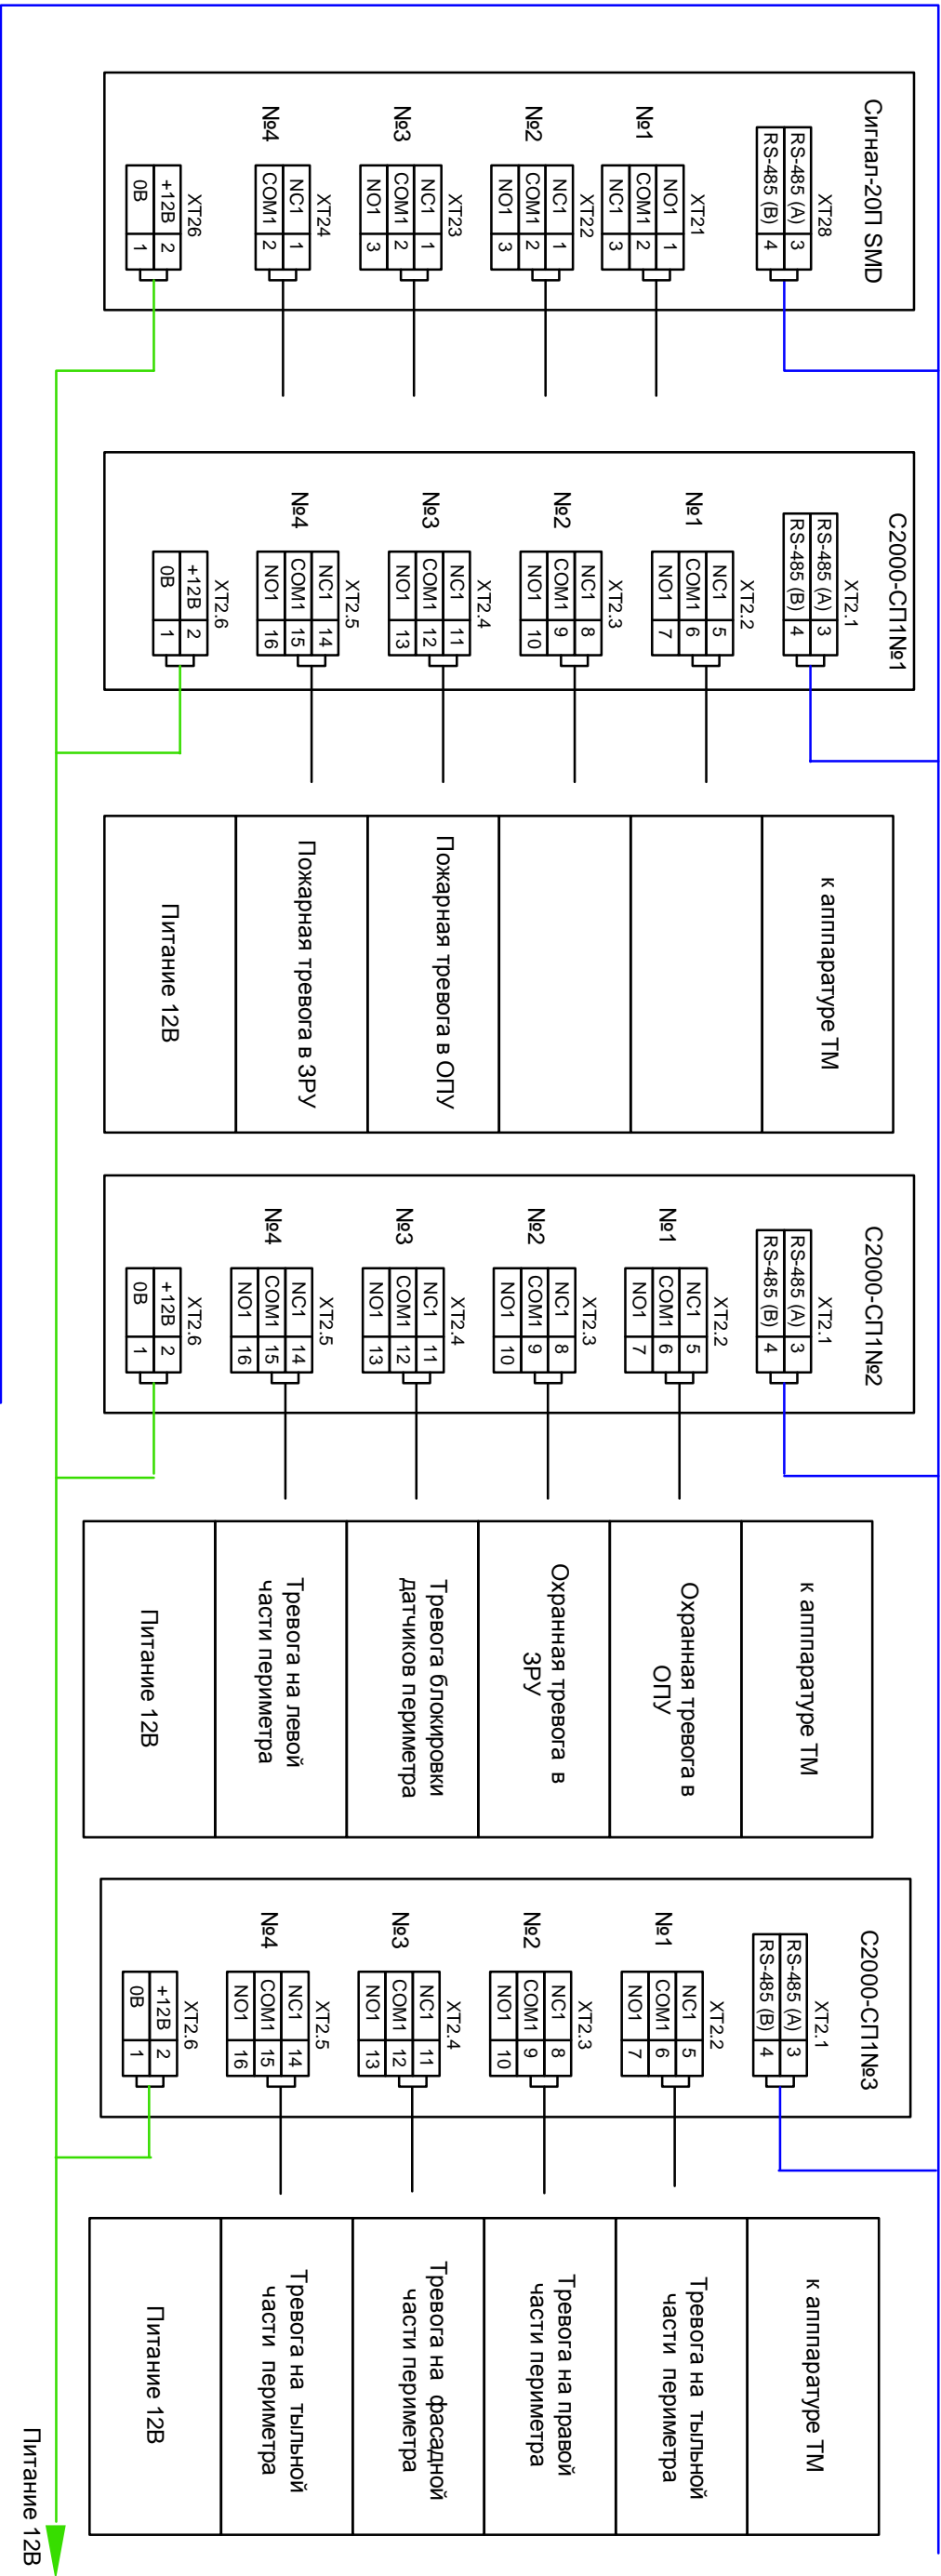 Сигнал-20П SMD
XT28
RS-485 (A) 3
RS-485 (B) 4
№1
XT21
NO1 1
COM1 2
NC1 3
№2
XT22
NC1 1
COM1 2
NO1 3
№3
XT23
NC1 1
COM1 2
NO1 3
№4
XT24
NC1 1
COM1 2
XT26
+12В 2
0В 1
С2000-СП1№1
XT2.1
RS-485 (A) 3
RS-485 (B) 4
№1
XT2.2
NC1 5
COM1 6
NO1 7
№2
XT2.3
NC1 8
COM1 9
NO1 10
№3
XT2.4
NC1 11
COM1 12
NO1 13
№4
XT2.5
NC1 14
COM1 15
NO1 16
XT2.6
+12В 2
0В 1
к апппаратуре ТМ
Пожарная тревога в ОПУ
Пожарная тревога в ЗРУ
Питание 12В
С2000-СП1№2
XT2.1
RS-485 (A) 3
RS-485 (B) 4
№1
XT2.2
NC1 5
COM1 6
NO1 7
№2
XT2.3
NC1 8
COM1 9
NO1 10
№3
XT2.4
NC1 11
COM1 12
NO1 13
№4
XT2.5
NC1 14
COM1 15
NO1 16
XT2.6
+12В 2
0В 1
к апппаратуре ТМ
Охранная тревога в
ОПУ
Охранная тревога в
ЗРУ
Тревога блокировки
датчиков периметра
Тревога на левой
части периметра
Питание 12В
С2000-СП1№3
XT2.1
RS-485 (A) 3
RS-485 (B) 4
№1
XT2.2
NC1 5
COM1 6
NO1 7
№2
XT2.3
NC1 8
COM1 9
NO1 10
№3
XT2.4
NC1 11
COM1 12
NO1 13
№4
XT2.5
NC1 14
COM1 15
NO1 16
XT2.6
+12В 2
0В 1
к апппаратуре ТМ
Тревога на тыльной
части периметра
Тревога на правой
части периметра
Тревога на фасадной
части периметра
Тревога на тыльной
части периметра
Питание 12В
Питание 12В